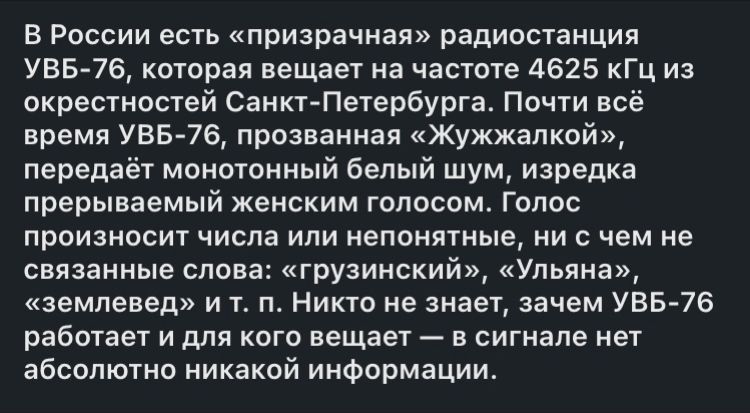 В России есть «призрачная» радиостанция
УВБ-76, которая вещает на частоте 4625 кГц из
окрестностей Санкт-Петербурга. Почти всё
время УВБ-76, прозванная «Жужжалкой»,
передаёт монотонный белый шум, изредка
прерываемый женским голосом. Голос
произносит числа или непонятные, ни с чем не
связанные слова: «грузинский», «Ульяна»,
«землевед» и т. п. Никто не знает, зачем УВБ-76
работает и для кого вещает — в сигнале нет
абсолютно никакой информации.